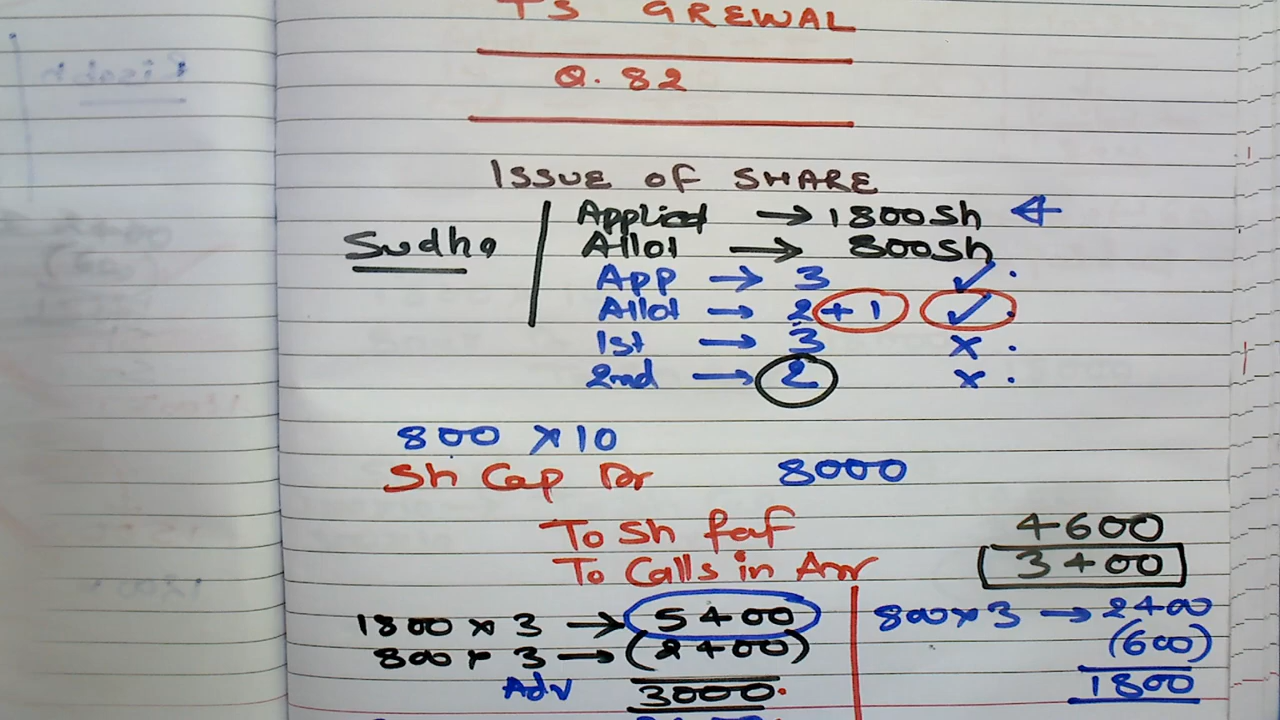 TS GREWAL
Q. 82
ISSUE OF SHARE
Sudha
Applied → 1800 Sh
Allot → 800 Sh
App → 3 ✓.
Allot → 2 + 1 ✓.
1st → 3 × .
2nd → 2 × .
800 × 10
Sh Cap Dr 8000
To Sh forf 4600
To Calls in Arr 3400
1800 × 3 → 5400
800 × 3 → (2400)
Adv 3000.
800×3 → 2400
(600)
1800